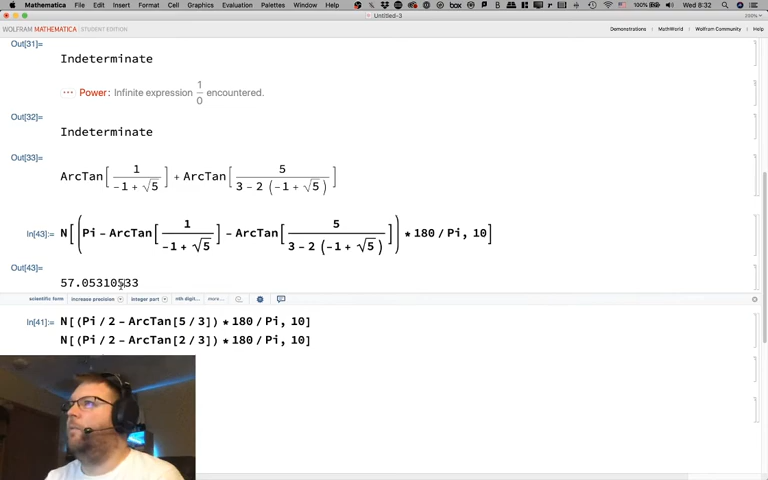 Mathematica File Edit Insert Format Cell Graphics Evaluation Palettes Window Help 100% Wed 8:32
Untitled-3
200%
WOLFRAM MATHEMATICA STUDENT EDITION Demonstrations MathWorld Wolfram Community Help
Out[31]=
Indeterminate
Power: Infinite expression 1/0 encountered.
Out[32]=
Indeterminate
Out[33]=
ArcTan[1/(-1 + √5)] + ArcTan[5/(3 - 2 (-1 + √5))]
In[43]:= N[(Pi - ArcTan[1/(-1 + √5)] - ArcTan[5/(3 - 2 (-1 + √5))]) * 180 / Pi, 10]
Out[43]=
57.05310533
scientific form increase precision integer part nth digit... more...
In[41]:= N[(Pi / 2 - ArcTan[5 / 3]) * 180 / Pi, 10]
N[(Pi / 2 - ArcTan[2 / 3]) * 180 / Pi, 10]